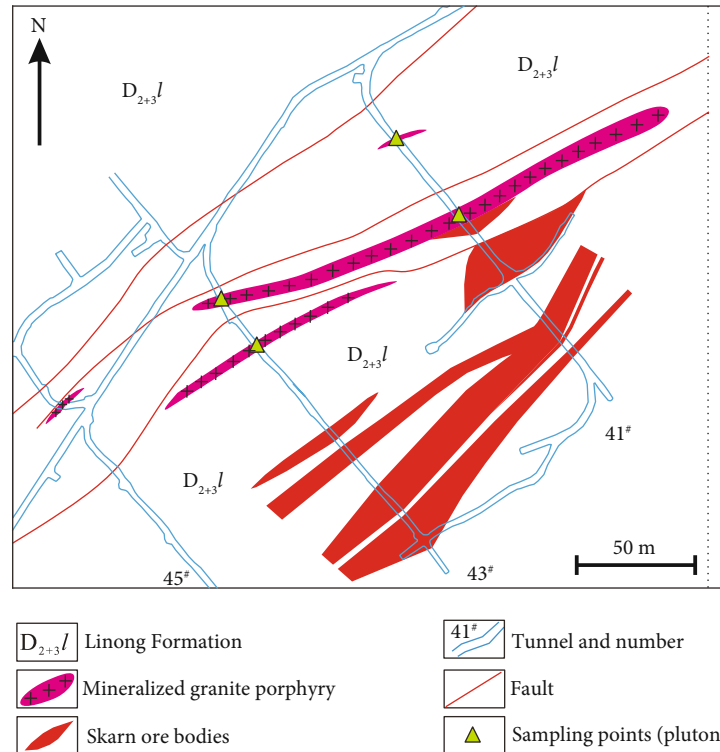 N
D2+3l
D2+3l
D2+3l
D2+3l
41#
50 m
45#
43#
D2+3l Linong Formation
41# Tunnel and number
Mineralized granite porphyry
Fault
Skarn ore bodies
Sampling points (pluton